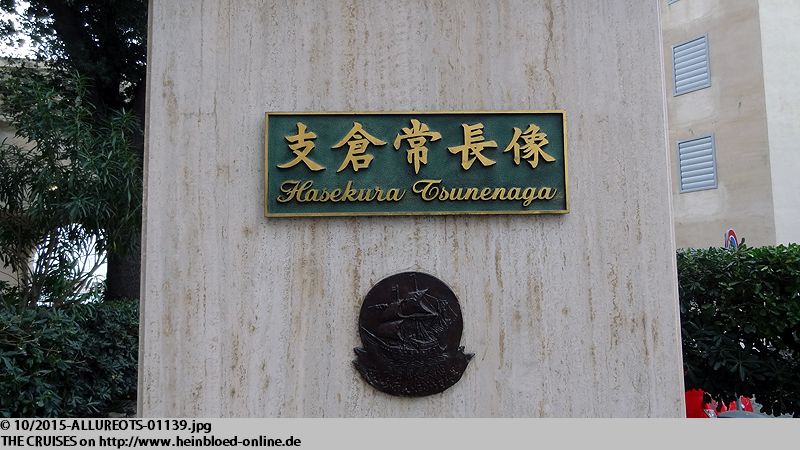 支倉常長像
Hasekura Tsunenaga
© 10/2015-ALLUREOTS-01139.jpg
THE CRUISES on http://www.heinbloed-online.de